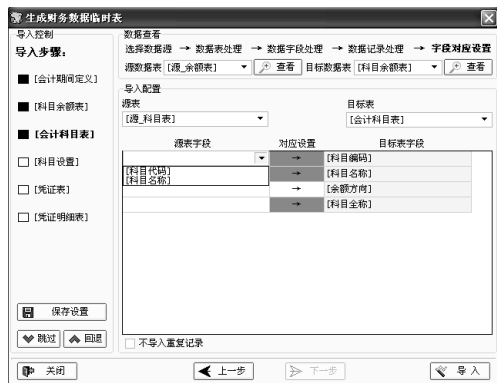 生成财务数据临时表
导入控制
导入步骤：
[会计期间定义]
[科目余额表]
[会计科目表]
[科目设置]
[凭证表]
[凭证明细表]
保存设置
跳过 回退
数据查看
选择数据源 → 数据表处理 → 数据字段处理 → 数据记录处理 → 字段对应设置
源数据表 [源_余额表] 查看 目标数据表 [科目余额表] 查看
导入配置
源表 目标表
[源_科目表] [会计科目表]
源表字段 对应设置 目标表字段
→ [科目编码]
[科目代码] → [科目名称]
[科目名称]
→ [余额方向]
→ [科目全称]
不导入重复记录
关闭 上一步 下一步 导入